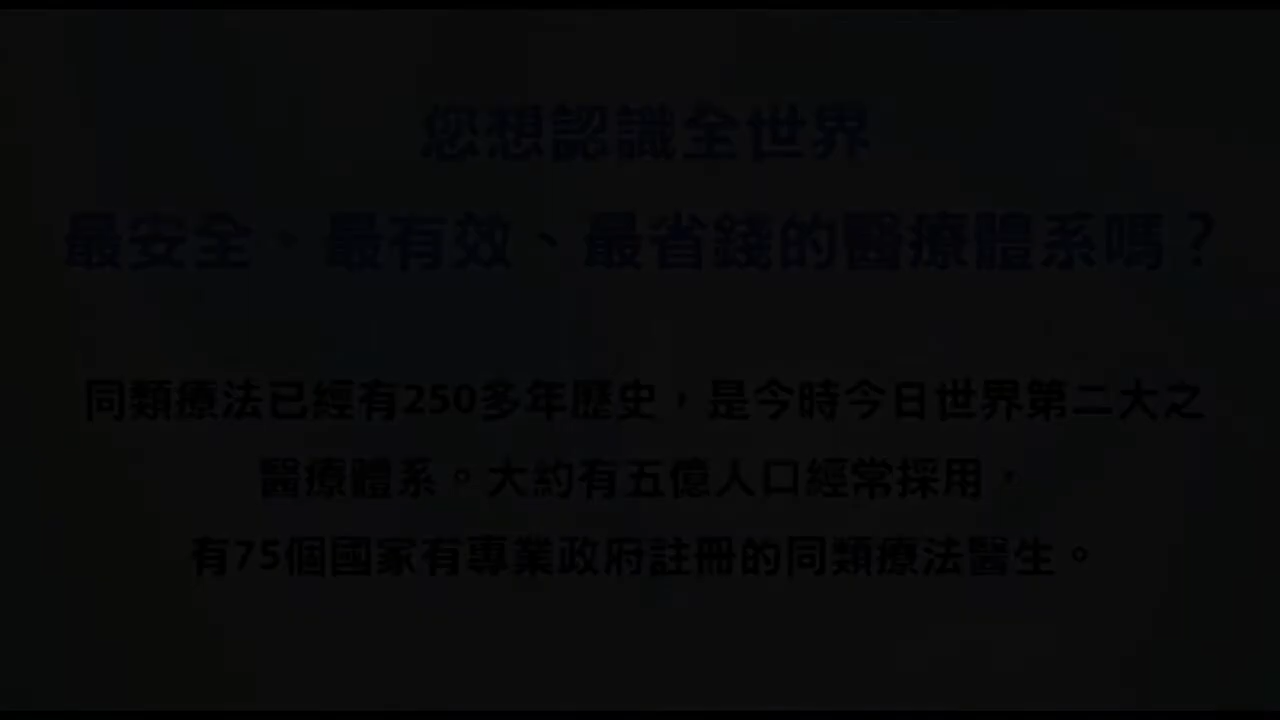 您想認識全世界
最安全、最有效、最省錢的醫療體系嗎？
同類療法已經有250多年歷史，是今時今日世界第二大之
醫療體系。大約有五億人口經常採用，
有75個國家有專業政府註冊的同類療法醫生。